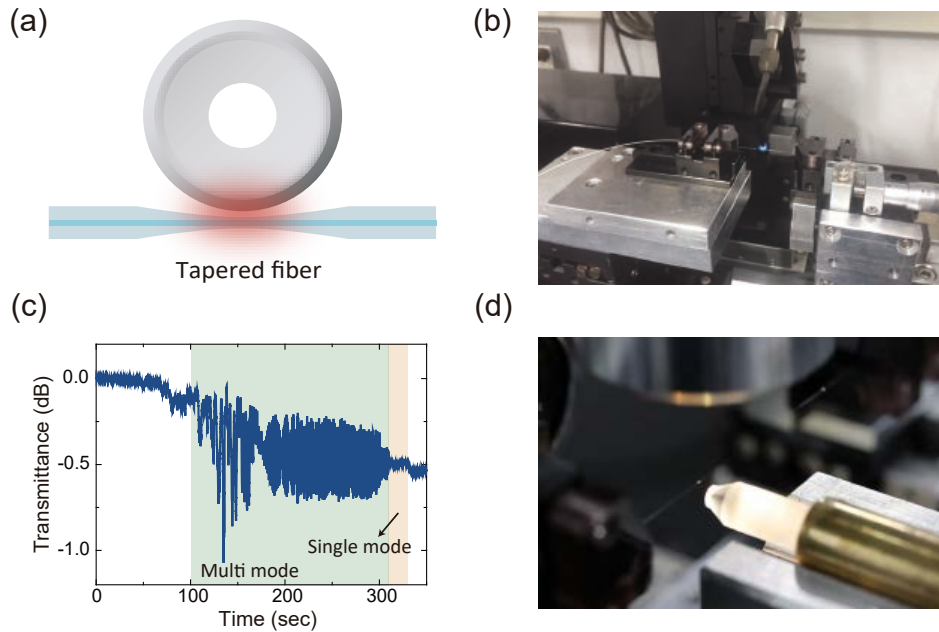 (a)
Tapered fiber
(b)
(c)
Transmittance (dB)
0.0
-0.5
-1.0
Multi mode
Single mode
0
100
200
300
Time (sec)
(d)